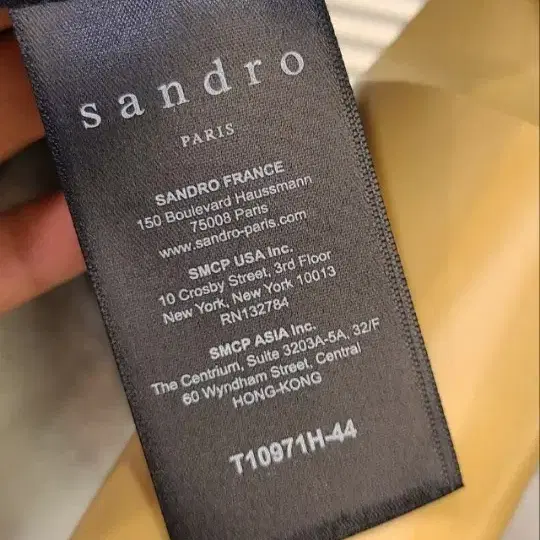 sandro
PARIS
SANDRO FRANCE
150 Boulevard Haussmann
75008 Paris
www.sandro-paris.com
SMCP USA Inc.
10 Crosby Street, 3rd Floor
New York, New York 10013
RN132784
SMCP ASIA Inc.
The Centrium, Suite 3203A-5A, 32/F
60 Wyndham Street, Central
HONG-KONG
T10971H-44